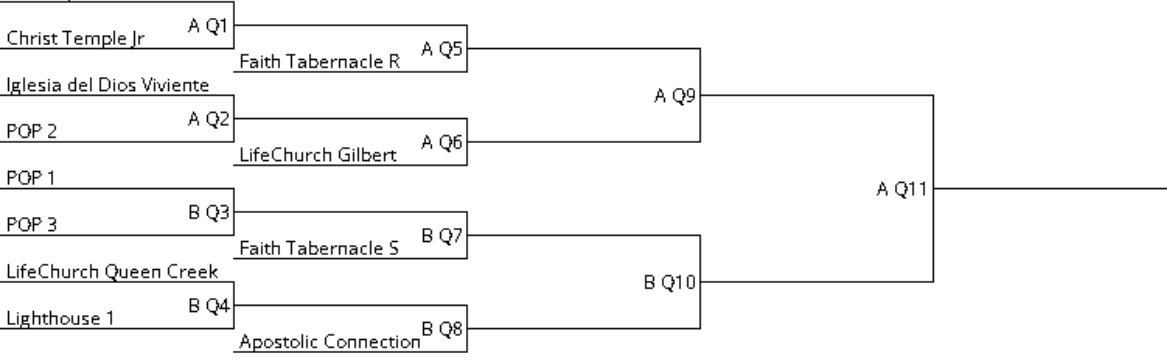 A Q1
Christ Temple Jr
A Q5
Faith Tabernacle R
Iglesia del Dios Viviente
A Q9
A Q2
POP 2
A Q6
LifeChurch Gilbert
POP 1
A Q11
B Q3
POP 3
B Q7
Faith Tabernacle S
LifeChurch Queen Creek
B Q10
B Q4
Lighthouse 1
B Q8
Apostolic Connection